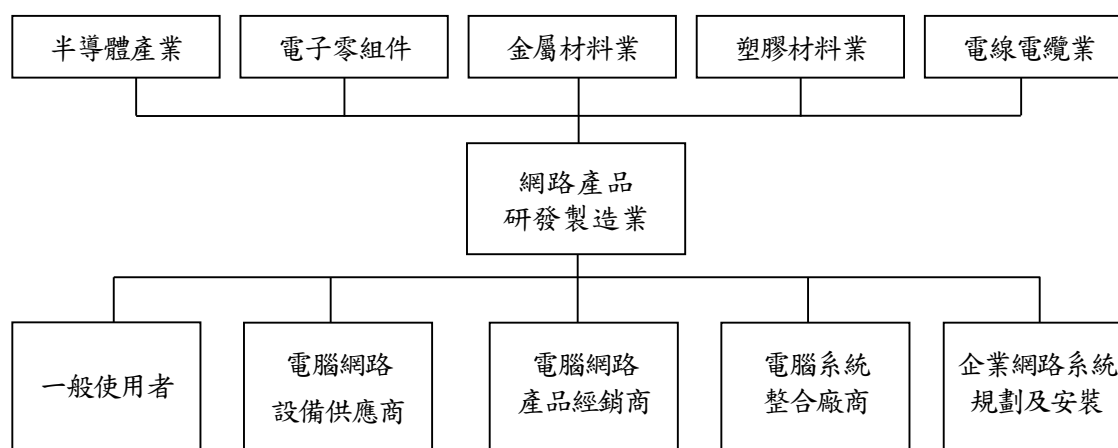 半導體產業
電子零組件
金屬材料業
塑膠材料業
電線電纜業
網路產品
研發製造業
一般使用者
電腦網路
設備供應商
電腦網路
產品經銷商
電腦系統
整合廠商
企業網路系統
規劃及安裝